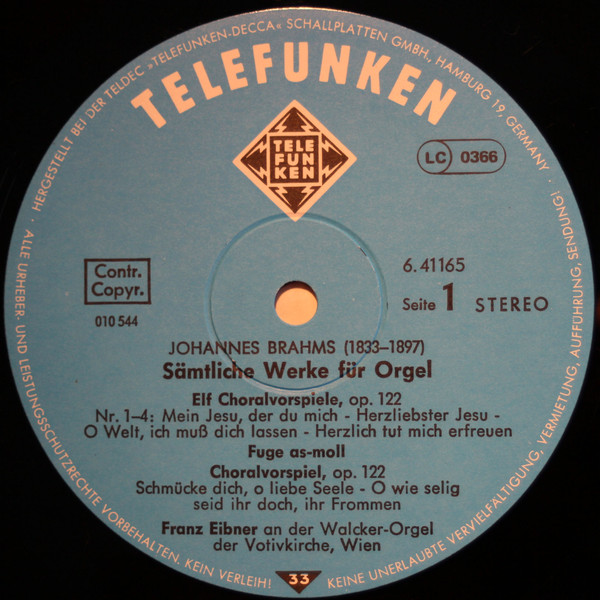 HERGESTELLT BEI DER TELDEC »TELEFUNKEN-DECCA« SCHALLPLATTEN GMBH, HAMBURG 19, GERMANY ·
TELEFUNKEN
TELE
FUN
KEN
LC 0366
Contr.
Copyr.
010 544
6.41165
Seite 1 STEREO
JOHANNES BRAHMS (1833–1897)
Sämtliche Werke für Orgel
Elf Choralvorspiele, op. 122
Nr. 1–4: Mein Jesu, der du mich - Herzliebster Jesu -
O Welt, ich muß dich lassen - Herzlich tut mich erfreuen
Fuge as-moll
Choralvorspiel, op. 122
Schmücke dich, o liebe Seele - O wie selig
seid ihr doch, ihr Frommen
Franz Eibner an der Walcker-Orgel
der Votivkirche, Wien
33
· ALLE URHEBER- UND LEISTUNGSSCHUTZRECHTE VORBEHALTEN. KEIN VERLEIH! KEINE UNERLAUBTE VERVIELFÄLTIGUNG, VERMIETUNG, AUFFÜHRUNG, SENDUNG!